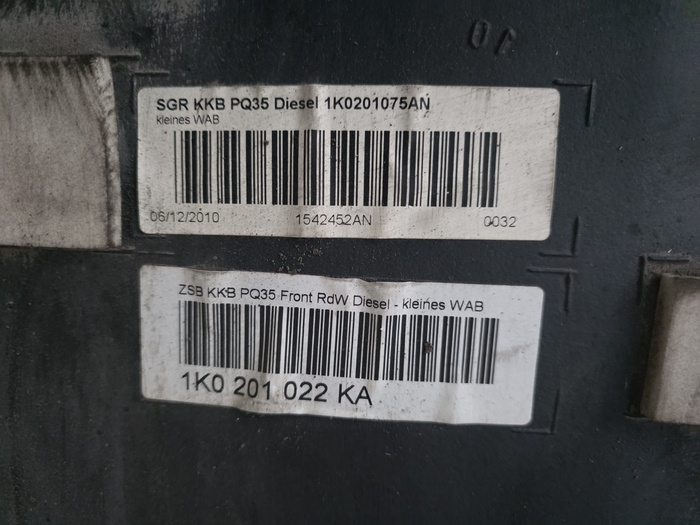 10
SGR KKB PQ35 Diesel 1K0201075AN
kleines WAB
06/12/2010 1542452AN 0032
ZSB KKB PQ35 Front RdW Diesel - kleines WAB
1K0 201 022 KA